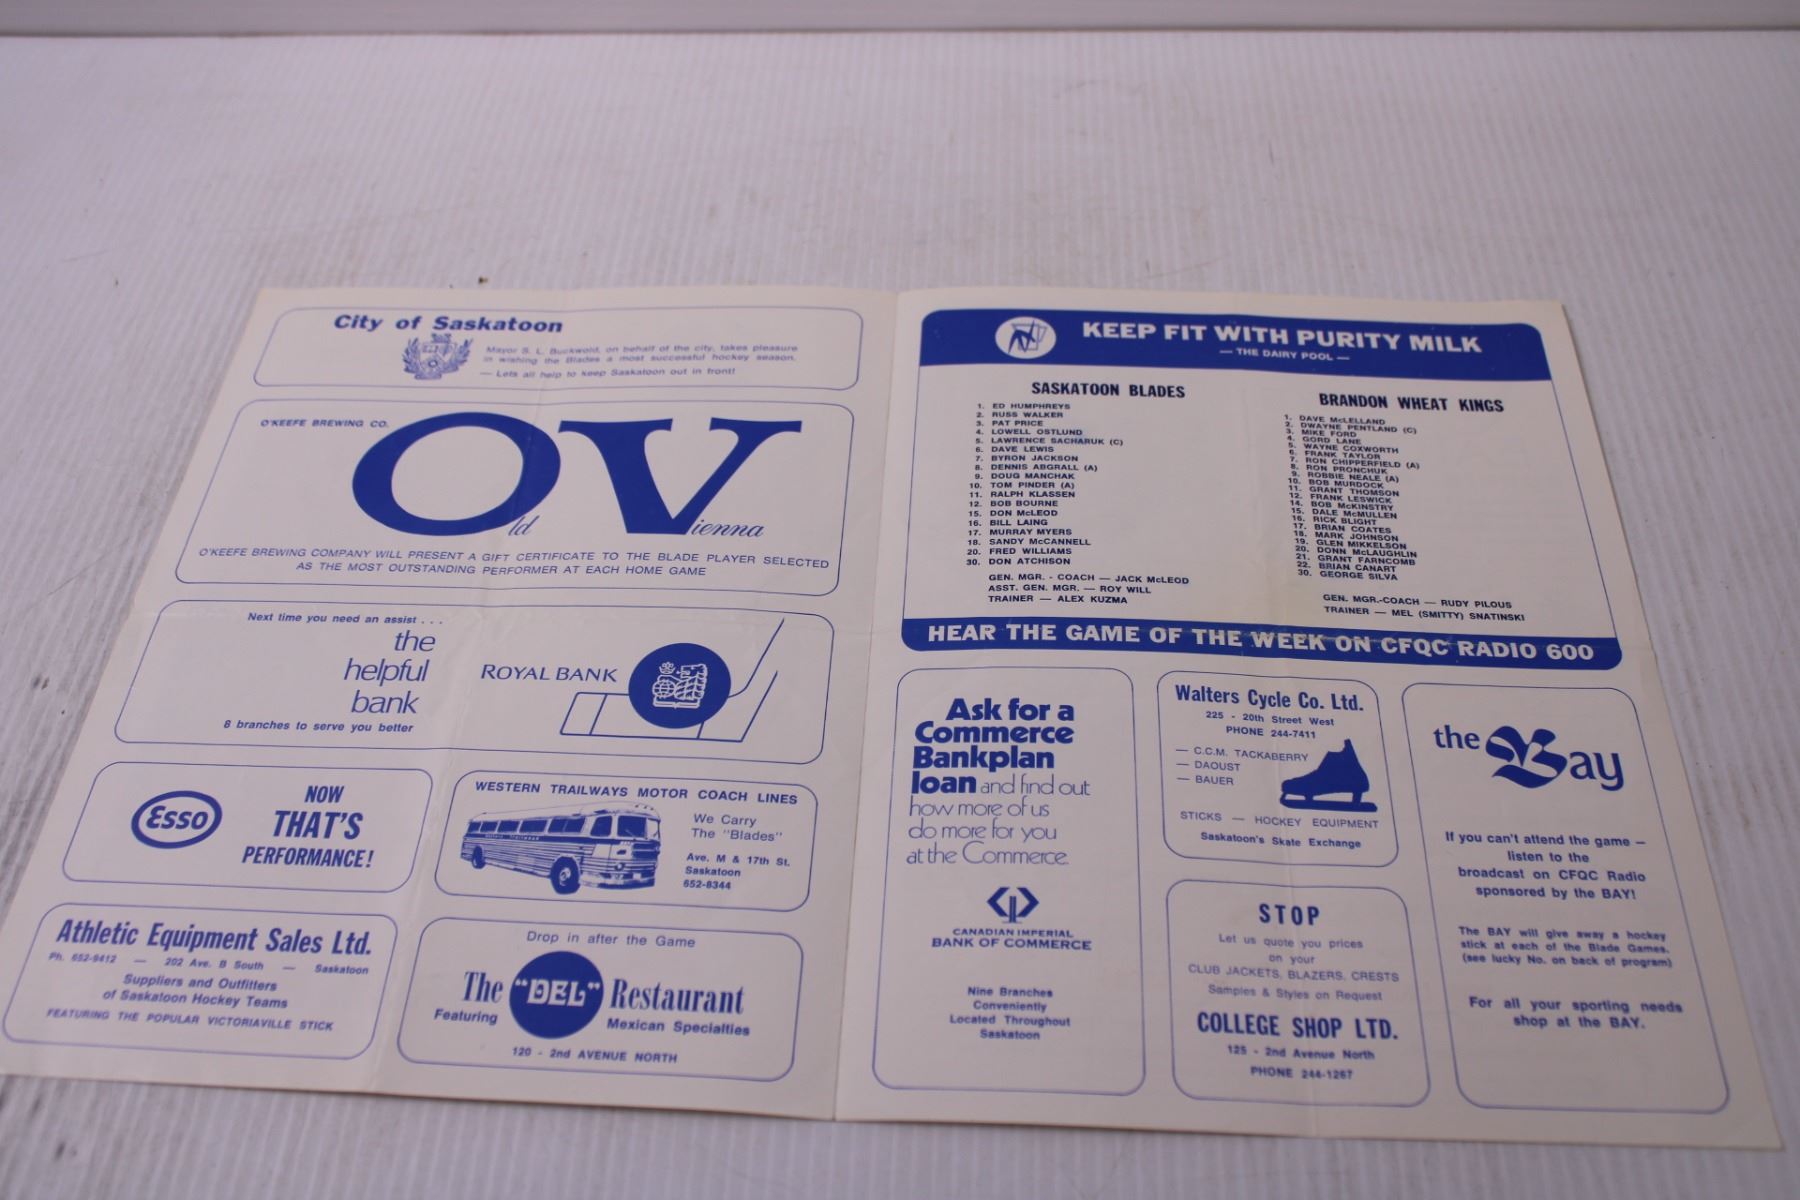 City of Saskatoon
Mayor S. L. Buckwold, on behalf of the city, takes pleasure
in wishing the Blades a most successful hockey season.
— Lets all help to keep Saskatoon out in front!
O'KEEFE BREWING CO.
Old Vienna
O'KEEFE BREWING COMPANY WILL PRESENT A GIFT CERTIFICATE TO THE BLADE PLAYER SELECTED
AS THE MOST OUTSTANDING PERFORMER AT EACH HOME GAME
Next time you need an assist . . .
the
helpful
bank
8 branches to serve you better
ROYAL BANK
Esso
NOW
THAT'S
PERFORMANCE!
WESTERN TRAILWAYS MOTOR COACH LINES
We Carry
The "Blades"
Ave. M & 17th St.
Saskatoon
652-8344
Athletic Equipment Sales Ltd.
Ph. 652-9412 — 202 Ave. B South — Saskatoon
Suppliers and Outfitters
of Saskatoon Hockey Teams
FEATURING THE POPULAR VICTORIAVILLE STICK
Drop in after the Game
The "DEL" Restaurant
Featuring Mexican Specialties
120 - 2nd AVENUE NORTH
KEEP FIT WITH PURITY MILK
— THE DAIRY POOL —
SASKATOON BLADES
1. ED HUMPHREYS
2. RUSS WALKER
3. PAT PRICE
4. LOWELL OSTLUND
5. LAWRENCE SACHARUK (C)
6. DAVE LEWIS
7. BYRON JACKSON
8. DENNIS ABGRALL (A)
9. DOUG MANCHAK
10. TOM PINDER (A)
11. RALPH KLASSEN
12. BOB BOURNE
15. DON McLEOD
16. BILL LAING
17. MURRAY MYERS
18. SANDY McCANNELL
20. FRED WILLIAMS
30. DON ATCHISON
GEN. MGR. - COACH — JACK McLEOD
ASST. GEN. MGR. — ROY WILL
TRAINER — ALEX KUZMA
BRANDON WHEAT KINGS
1. DAVE McLELLAND
2. DWAYNE PENTLAND (C)
3. MIKE FORD
4. GORD LANE
5. WAYNE COXWORTH
6. FRANK TAYLOR
7. RON CHIPPERFIELD (A)
8. RON PRONCHUK
9. ROBBIE NEALE (A)
10. BOB MURDOCK
11. GRANT THOMSON
12. FRANK LESWICK
14. BOB McKINSTRY
15. DALE McMULLEN
16. RICK BLIGHT
17. BRIAN COATES
18. MARK JOHNSON
19. GLEN MIKKELSON
20. DONN McLAUGHLIN
21. GRANT FARNCOMB
22. BRIAN CANART
30. GEORGE SILVA
GEN. MGR.-COACH — RUDY PILOUS
TRAINER — MEL (SMITTY) SNATINSKI
HEAR THE GAME OF THE WEEK ON CFQC RADIO 600
Ask for a
Commerce
Bankplan
loan and find out
how more of us
do more for you
at the Commerce.
CANADIAN IMPERIAL
BANK OF COMMERCE
Nine Branches
Conveniently
Located Throughout
Saskatoon
Walters Cycle Co. Ltd.
225 - 20th Street West
PHONE 244-7411
— C.C.M. TACKABERRY
— DAOUST
— BAUER
STICKS — HOCKEY EQUIPMENT
Saskatoon's Skate Exchange
STOP
Let us quote you prices
on your
CLUB JACKETS, BLAZERS, CRESTS
Samples & Styles on Request
COLLEGE SHOP LTD.
125 - 2nd Avenue North
PHONE 244-1267
the Bay
If you can't attend the game —
listen to the
broadcast on CFQC Radio
sponsored by the BAY!
The BAY will give away a hockey
stick at each of the Blade Games.
(see lucky No. on back of program)
For all your sporting needs
shop at the BAY.